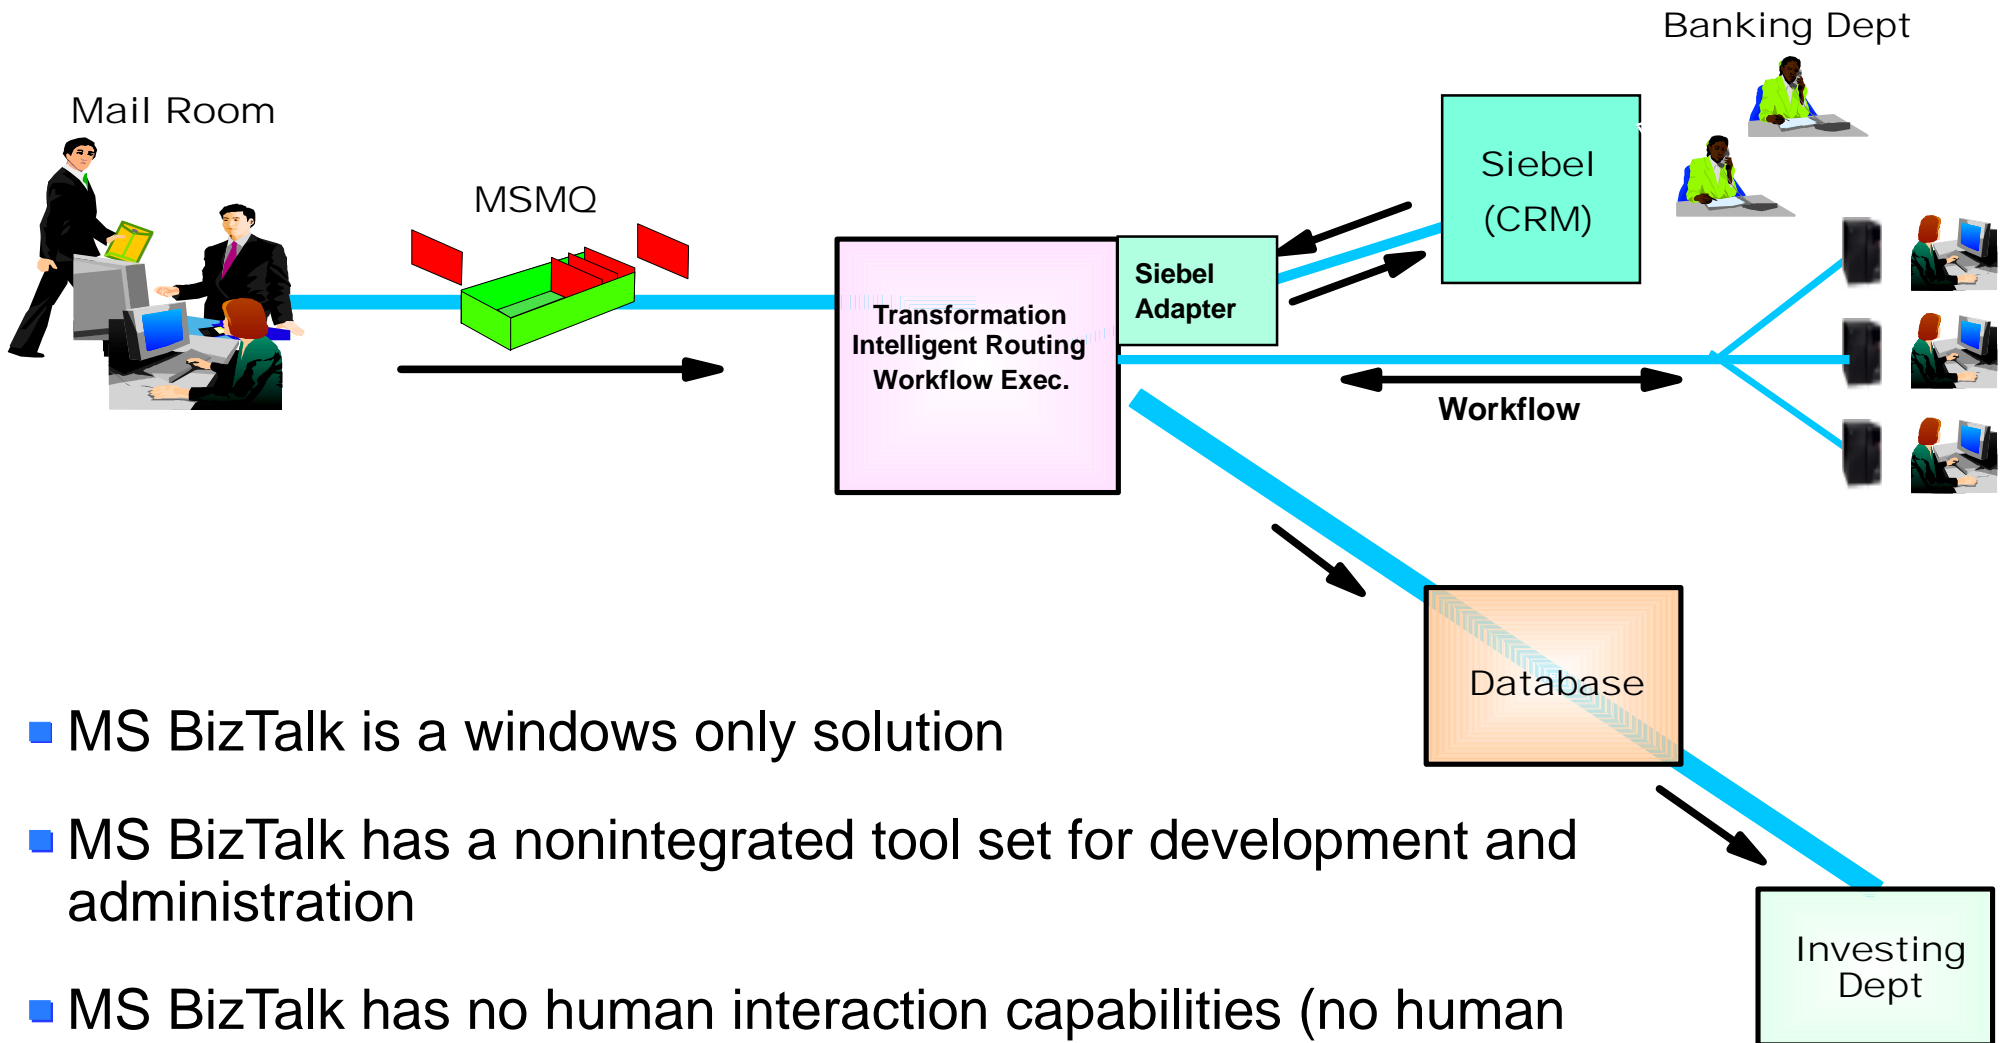 Banking Dept
Mail Room
MSMQ
Siebel
(CRM)
Siebel
Adapter
Transformation
Intelligent Routing
Workflow Exec.
Workflow
Database
MS BizTalk is a windows only solution
MS BizTalk has a nonintegrated tool set for development and
administration
Investing
Dept
MS BizTalk has no human interaction capabilities (no human